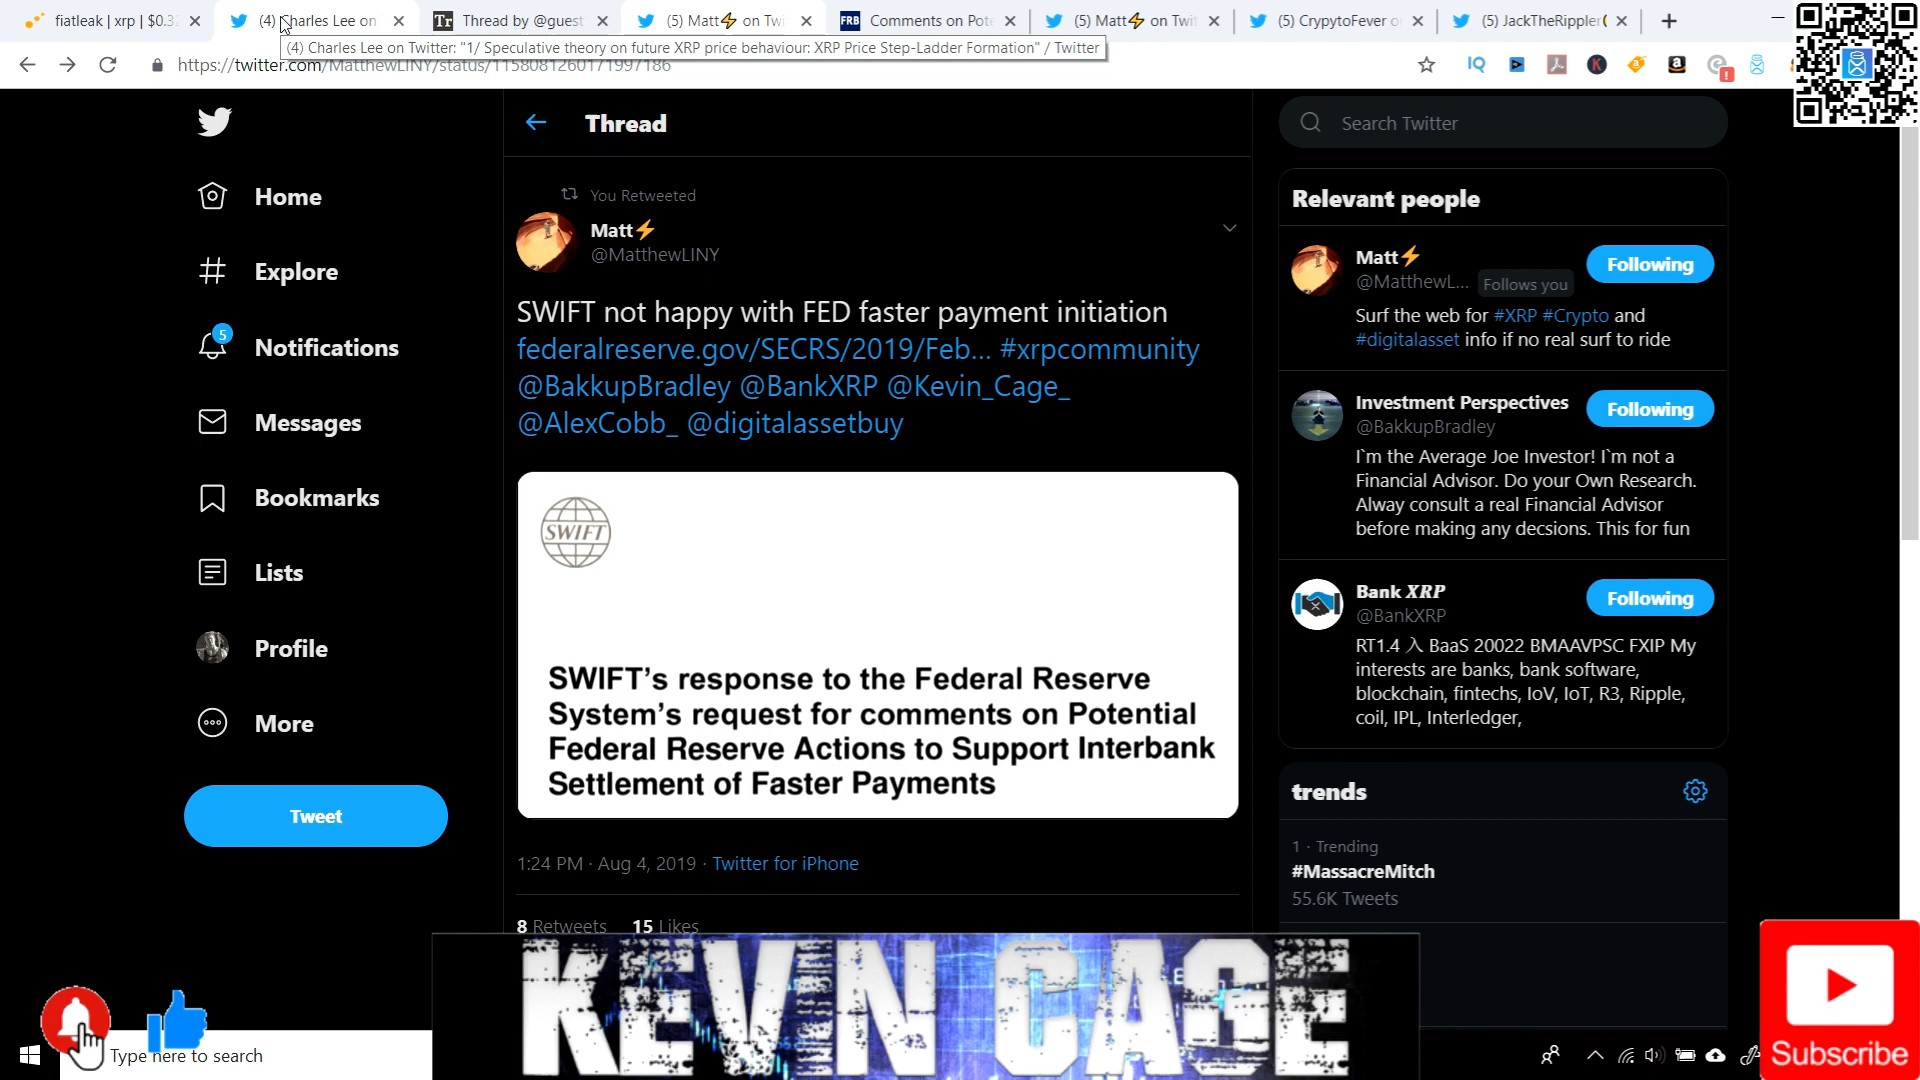 fiatleak | xrp | $0.3
(4) Charles Lee on
Thread by @guest
(5) Matt⚡ on Twi
FRB Comments on Pote
(5) Matt⚡ on Twit
(5) CrypytoFever o
(5) JackTheRippler
(4) Charles Lee on Twitter: "1/ Speculative theory on future XRP price behaviour: XRP Price Step-Ladder Formation" / Twitter
https://twitter.com/MatthewLINY/status/1158081260171997186
Thread
Search Twitter
Home
Explore
5
Notifications
Messages
Bookmarks
Lists
Profile
More
Tweet
You Retweeted
Matt⚡
@MatthewLINY
SWIFT not happy with FED faster payment initiation
federalreserve.gov/SECRS/2019/Feb... #xrpcommunity
@BakkupBradley @BankXRP @Kevin_Cage_
@AlexCobb_ @digitalassetbuy
SWIFT
SWIFT's response to the Federal Reserve
System's request for comments on Potential
Federal Reserve Actions to Support Interbank
Settlement of Faster Payments
1:24 PM · Aug 4, 2019 · Twitter for iPhone
8 Retweets 15 Likes
Relevant people
Matt⚡
@MatthewL... Follows you
Following
Surf the web for #XRP #Crypto and
#digitalasset info if no real surf to ride
Investment Perspectives
@BakkupBradley
Following
I`m the Average Joe Investor! I`m not a
Financial Advisor. Do your Own Research.
Alway consult a real Financial Advisor
before making any decsions. This for fun
Bank XRP
@BankXRP
Following
RT1.4 入 BaaS 20022 BMAAVPSC FXIP My
interests are banks, bank software,
blockchain, fintechs, IoV, IoT, R3, Ripple,
coil, IPL, Interledger,
trends
1 · Trending
#MassacreMitch
55.6K Tweets
KEVIN CAGE
Type here to search
Subscribe